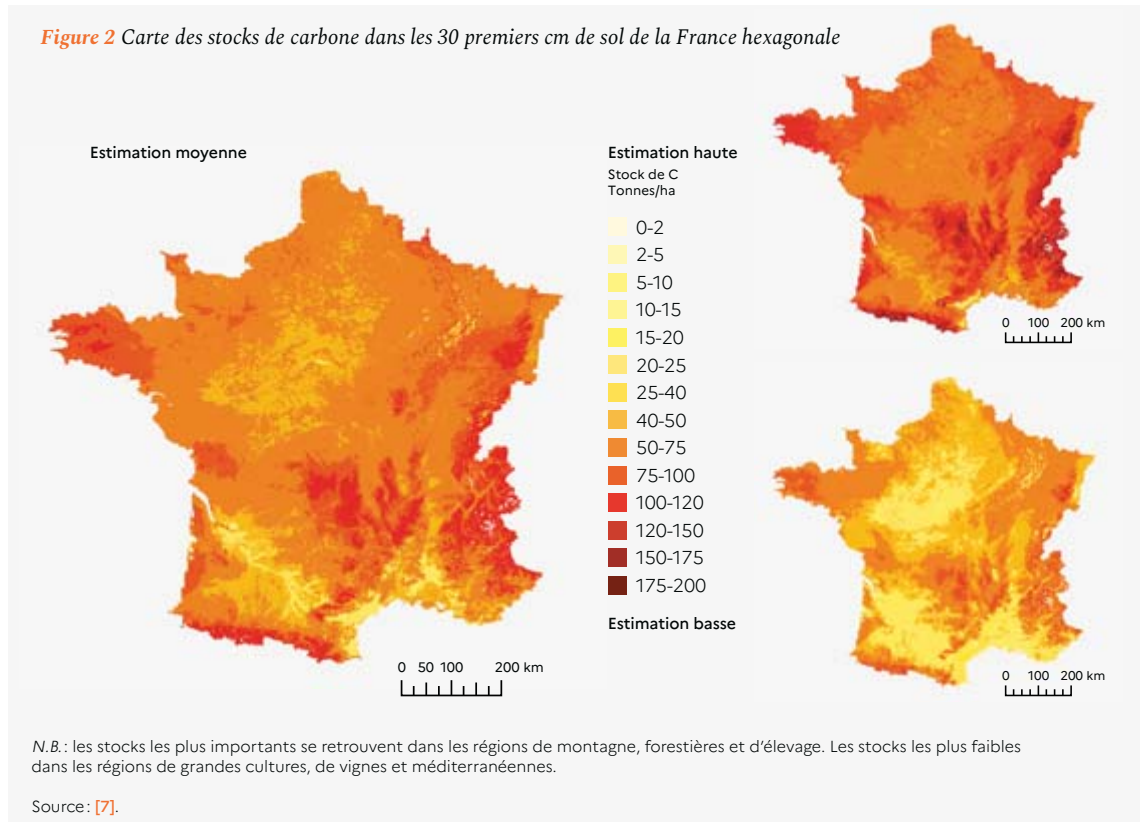 Figure 2 Carte des stocks de carbone dans les 30 premiers cm de sol de la France hexagonale
Estimation moyenne
0 50 100 200 km
Estimation haute
Stock de C
Tonnes/ha
0-2
2-5
5-10
10-15
15-20
20-25
25-40
40-50
50-75
75-100
100-120
120-150
150-175
175-200
Estimation basse
0 100 200 km
0 100 200 km
N.B. : les stocks les plus importants se retrouvent dans les régions de montagne, forestières et d’élevage. Les stocks les plus faibles
dans les régions de grandes cultures, de vignes et méditerranéennes.
Source : [7].